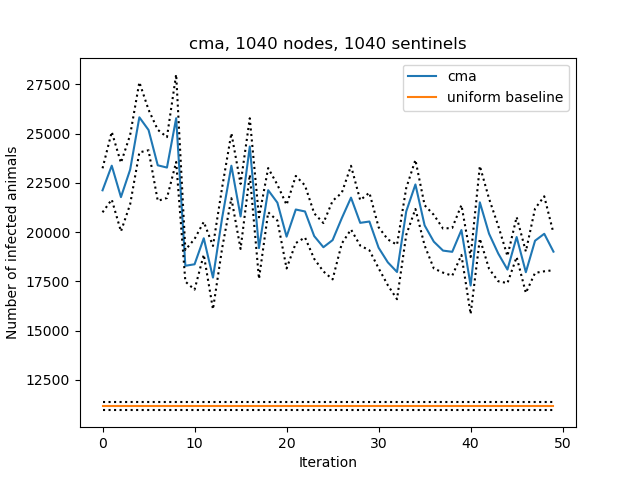 cma, 1040 nodes, 1040 sentinels
cma
uniform baseline
Number of infected animals
27500
25000
22500
20000
17500
15000
12500
0 10 20 30 40 50
Iteration